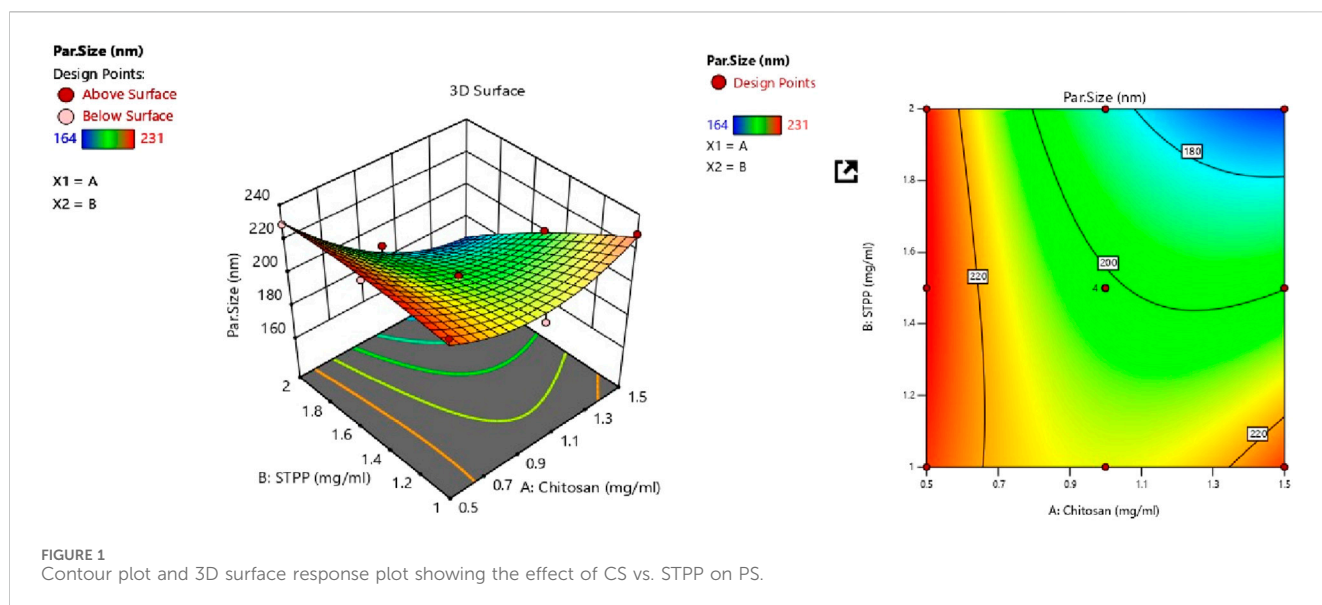 Par.Size (nm)
Design Points:
Above Surface
Below Surface
164 231
X1 = A
X2 = B
3D Surface
Par.Size (nm)
240
220
200
180
160
2
1.8
1.6
1.4
1.2
1
B: STPP (mg/ml)
0.5
0.7
0.9
1.1
1.3
1.5
A: Chitosan (mg/ml)
Par.Size (nm)
Design Points
164 231
X1 = A
X2 = B
Par.Size (nm)
B: STPP (mg/ml)
2
1.8
1.6
1.4
1.2
1
180
200
220
4
220
0.5 0.7 0.9 1.1 1.3 1.5
A: Chitosan (mg/ml)
FIGURE 1
Contour plot and 3D surface response plot showing the effect of CS vs. STPP on PS.